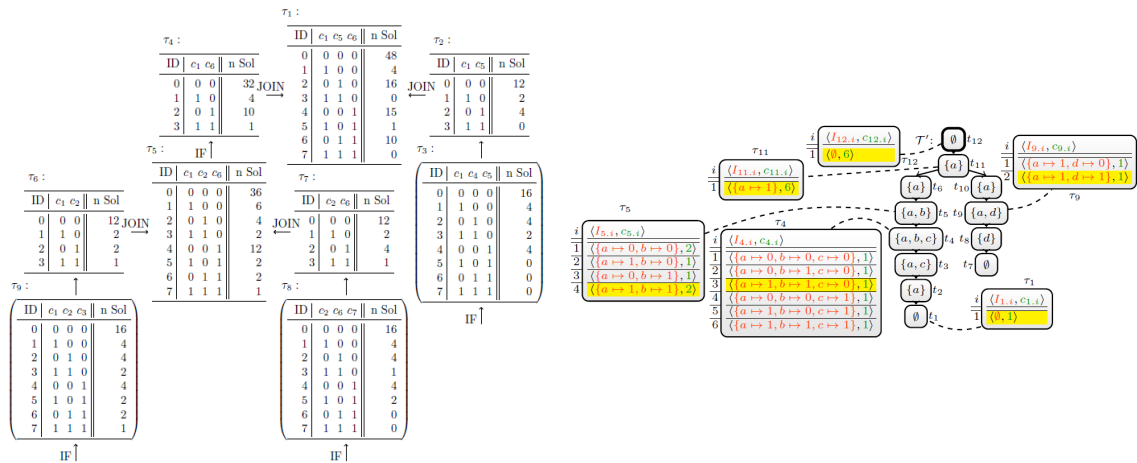 τ1 :
ID c1 c5 c6 n Sol
0 0 0 0 48
1 1 0 0 4
2 0 1 0 16
3 1 1 0 0
4 0 0 1 15
5 1 0 1 1
6 0 1 1 10
7 1 1 1 0
τ4 :
ID c1 c6 n Sol
0 0 0 32
1 1 0 4
2 0 1 10
3 1 1 1
JOIN
τ2 :
ID c1 c5 n Sol
0 0 0 12
1 1 0 2
2 0 1 4
3 1 1 0
JOIN
IF
τ5 :
ID c1 c2 c6 n Sol
0 0 0 0 36
1 1 0 0 6
2 0 1 0 4
3 1 1 0 2
4 0 0 1 12
5 1 0 1 2
6 0 1 1 2
7 1 1 1 1
τ3 :
ID c1 c4 c5 n Sol
0 0 0 0 16
1 1 0 0 4
2 0 1 0 4
3 1 1 0 2
4 0 0 1 4
5 1 0 1 0
6 0 1 1 0
7 1 1 1 0
IF
τ6 :
ID c1 c2 n Sol
0 0 0 12
1 1 0 2
2 0 1 2
3 1 1 1
JOIN
τ7 :
ID c2 c6 n Sol
0 0 0 12
1 1 0 2
2 0 1 4
3 1 1 1
JOIN
τ9 :
ID c1 c2 c3 n Sol
0 0 0 0 16
1 1 0 0 4
2 0 1 0 4
3 1 1 0 2
4 0 0 1 4
5 1 0 1 2
6 0 1 1 2
7 1 1 1 1
IF
τ8 :
ID c2 c6 c7 n Sol
0 0 0 0 16
1 1 0 0 4
2 0 1 0 4
3 1 1 0 1
4 0 0 1 4
5 1 0 1 0
6 0 1 1 0
7 1 1 1 0
IF
i ⟨I12.i, c12.i⟩
1 ⟨∅, 6⟩
τ12
τ11
i ⟨I11.i, c11.i⟩
1 ⟨{a ↦ 1}, 6⟩
T′: ∅ t12
{a} t11
{a} t6 t10 {a}
{a, b} t5 t9 {a, d}
{a, b, c} t4 t8 {d}
{a, c} t3 t7 ∅
{a} t2
∅ t1
i ⟨I9.i, c9.i⟩
1 ⟨{a ↦ 1, d ↦ 0}, 1⟩
2 ⟨{a ↦ 1, d ↦ 1}, 1⟩
τ9
τ5
i ⟨I5.i, c5.i⟩
1 ⟨{a ↦ 0, b ↦ 0}, 2⟩
2 ⟨{a ↦ 1, b ↦ 0}, 1⟩
3 ⟨{a ↦ 0, b ↦ 1}, 1⟩
4 ⟨{a ↦ 1, b ↦ 1}, 2⟩
τ4
i ⟨I4.i, c4.i⟩
1 ⟨{a ↦ 0, b ↦ 0, c ↦ 0}, 1⟩
2 ⟨{a ↦ 1, b ↦ 0, c ↦ 0}, 1⟩
3 ⟨{a ↦ 1, b ↦ 1, c ↦ 0}, 1⟩
4 ⟨{a ↦ 0, b ↦ 0, c ↦ 1}, 1⟩
5 ⟨{a ↦ 0, b ↦ 1, c ↦ 1}, 1⟩
6 ⟨{a ↦ 1, b ↦ 1, c ↦ 1}, 1⟩
τ1
i ⟨I1.i, c1.i⟩
1 ⟨∅, 1⟩